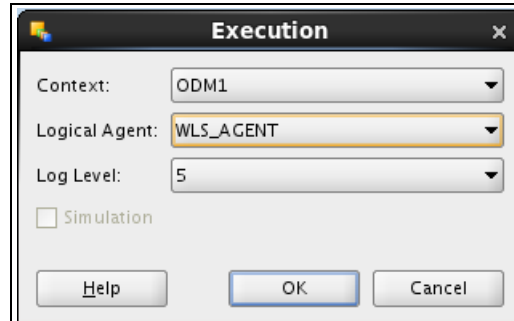 Execution
Context: ODM1
Logical Agent: WLS_AGENT
Log Level: 5
Simulation
Help OK Cancel